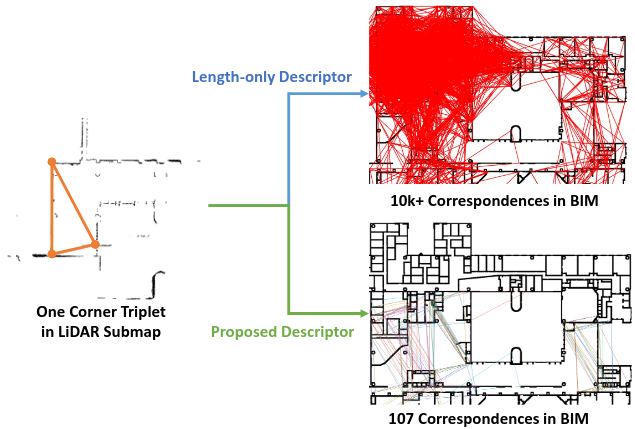 Length-only Descriptor
10k+ Correspondences in BIM
One Corner Triplet
in LiDAR Submap
Proposed Descriptor
107 Correspondences in BIM